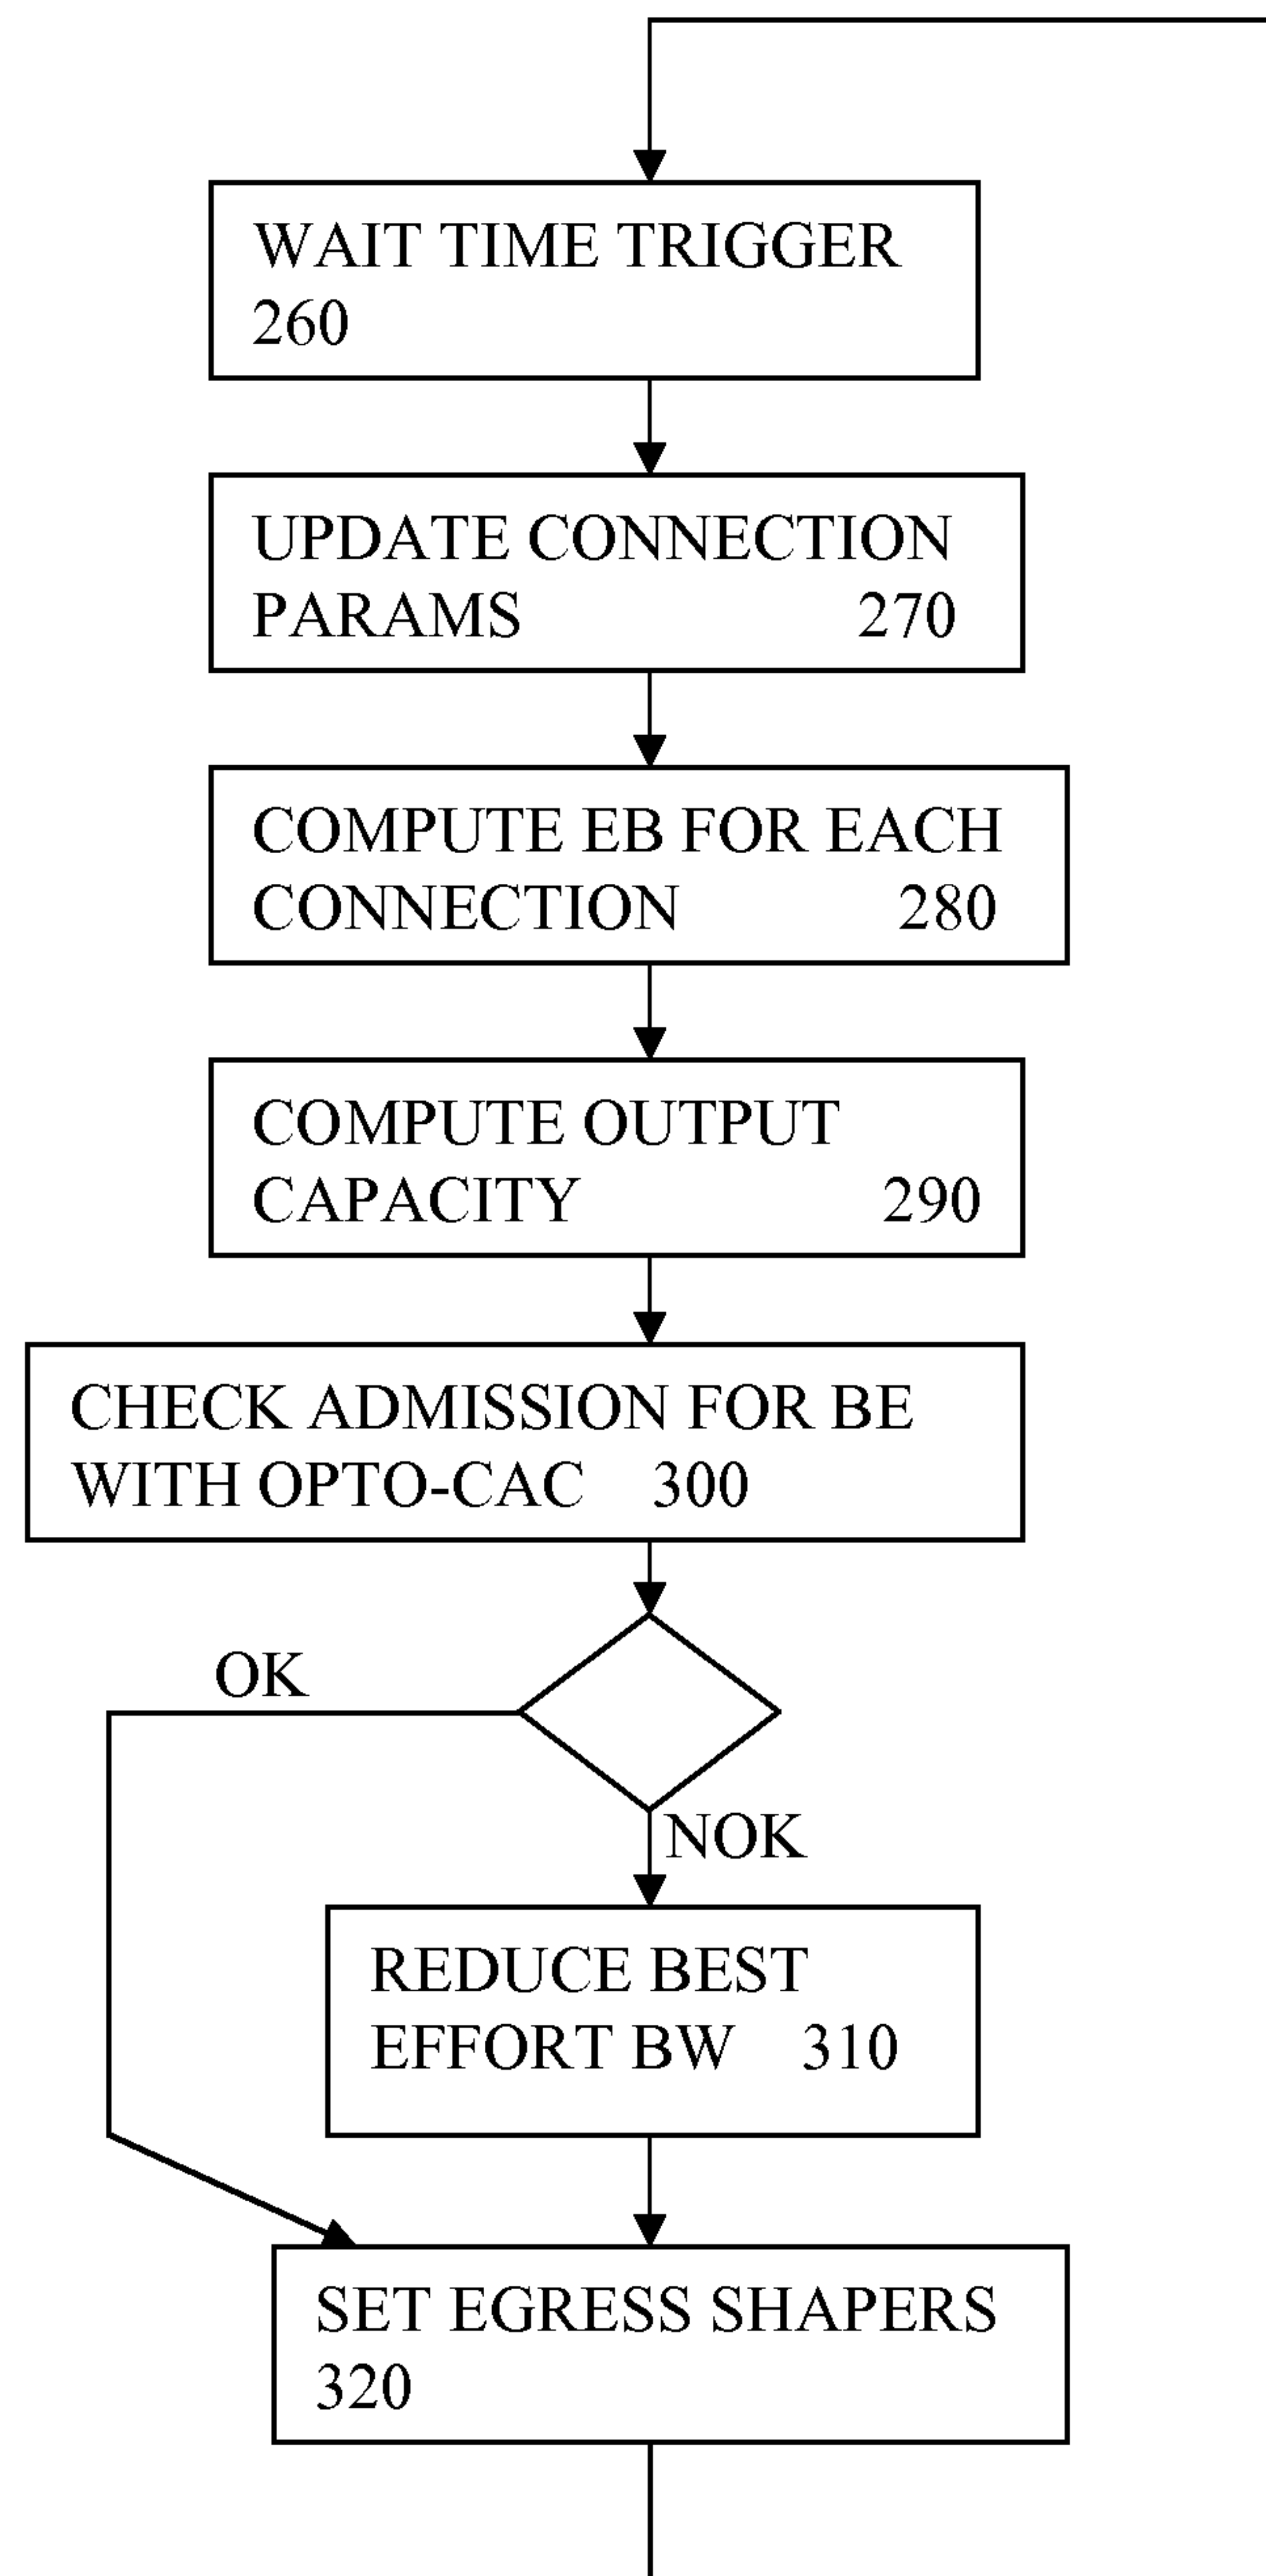 WAIT TIME TRIGGER
260
UPDATE CONNECTION
PARAMS 270
COMPUTE EB FOR EACH
CONNECTION 280
COMPUTE OUTPUT
CAPACITY 290
CHECK ADMISSION FOR BE
WITH OPTO-CAC 300
OK
NOK
REDUCE BEST
EFFORT BW 310
SET EGRESS SHAPERS
320